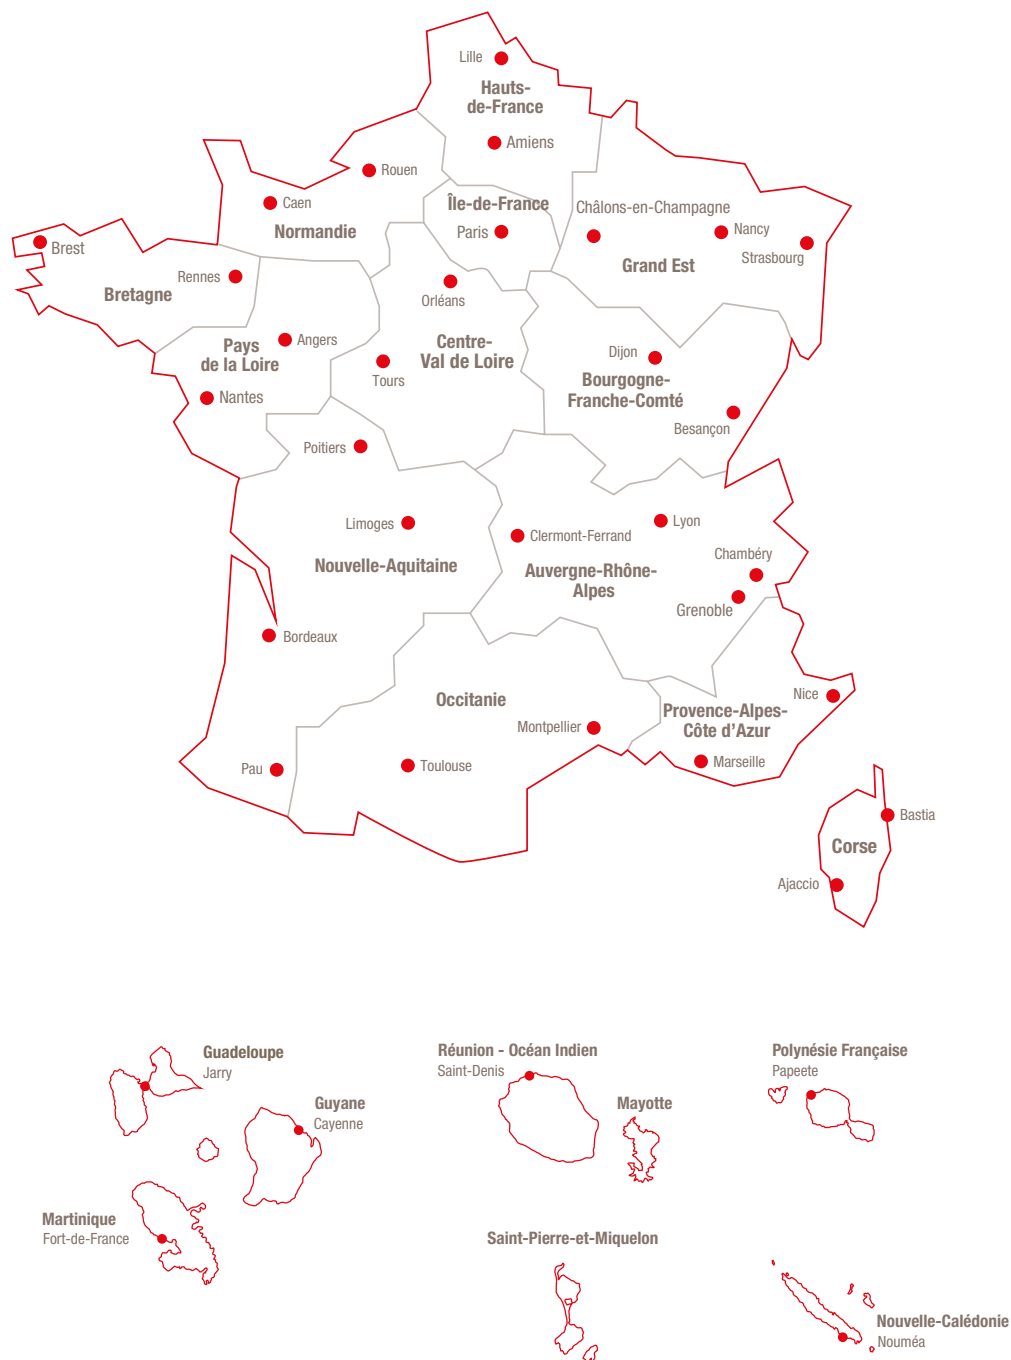 Lille
Hauts-
de-France
Amiens
Rouen
Caen
Normandie
Île-de-France
Paris
Châlons-en-Champagne
Nancy
Strasbourg
Grand Est
Brest
Rennes
Bretagne
Orléans
Centre-
Val de Loire
Tours
Angers
Pays
de la Loire
Nantes
Dijon
Bourgogne-
Franche-Comté
Besançon
Poitiers
Limoges
Nouvelle-Aquitaine
Clermont-Ferrand
Lyon
Auvergne-Rhône-
Alpes
Chambéry
Grenoble
Bordeaux
Occitanie
Montpellier
Pau
Toulouse
Provence-Alpes-
Côte d'Azur
Nice
Marseille
Bastia
Corse
Ajaccio
Guadeloupe
Jarry
Guyane
Cayenne
Martinique
Fort-de-France
Réunion - Océan Indien
Saint-Denis
Mayotte
Saint-Pierre-et-Miquelon
Polynésie Française
Papeete
Nouvelle-Calédonie
Nouméa